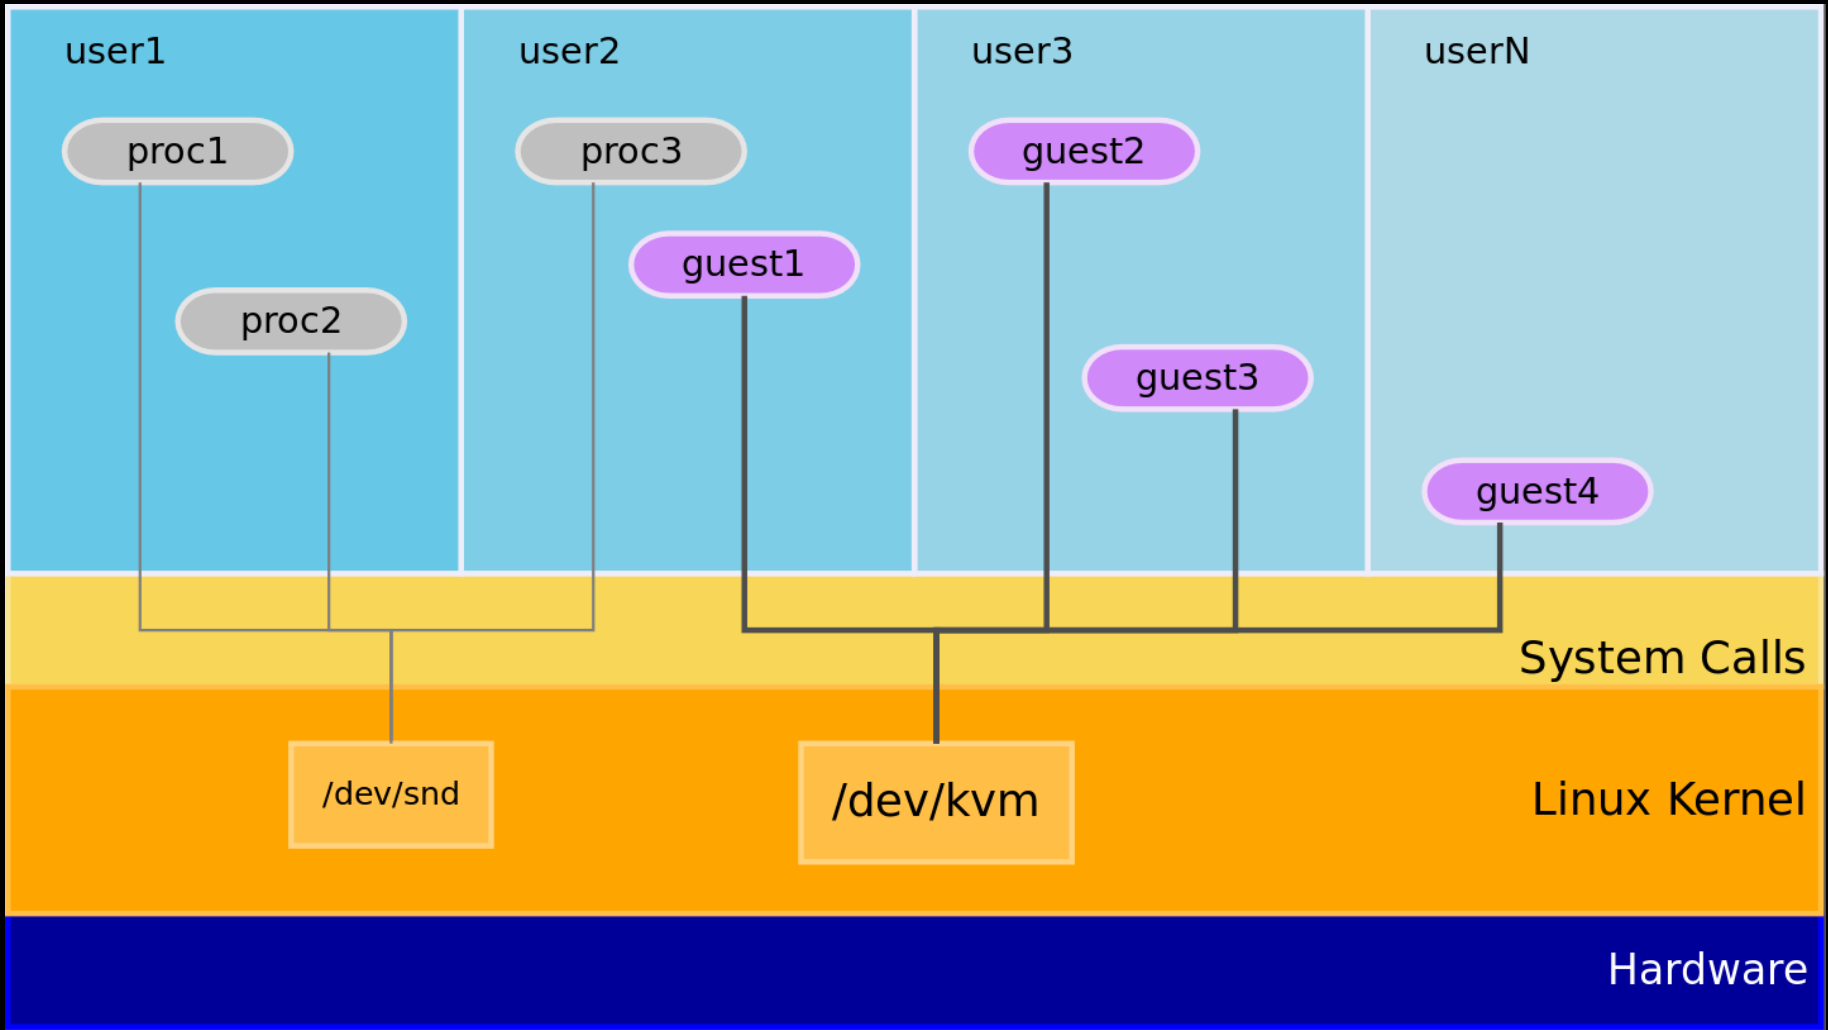 user1
user2
user3
userN
proc1
proc3
guest2
guest1
proc2
guest3
guest4
System Calls
/dev/snd
/dev/kvm
Linux Kernel
Hardware